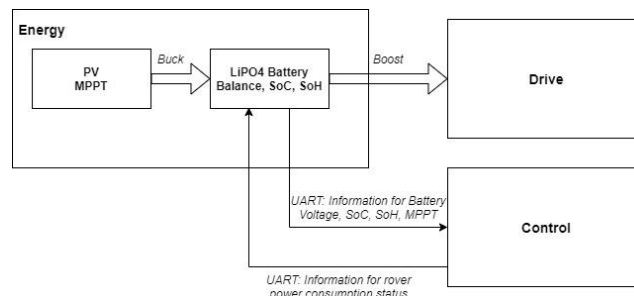 Energy
PV
MPPT
Buck
LiPO4 Battery
Balance, SoC, SoH
Boost
Drive
UART: Information for Battery
Voltage, SoC, SoH, MPPT
Control
UART: Information for rover
power consumption status